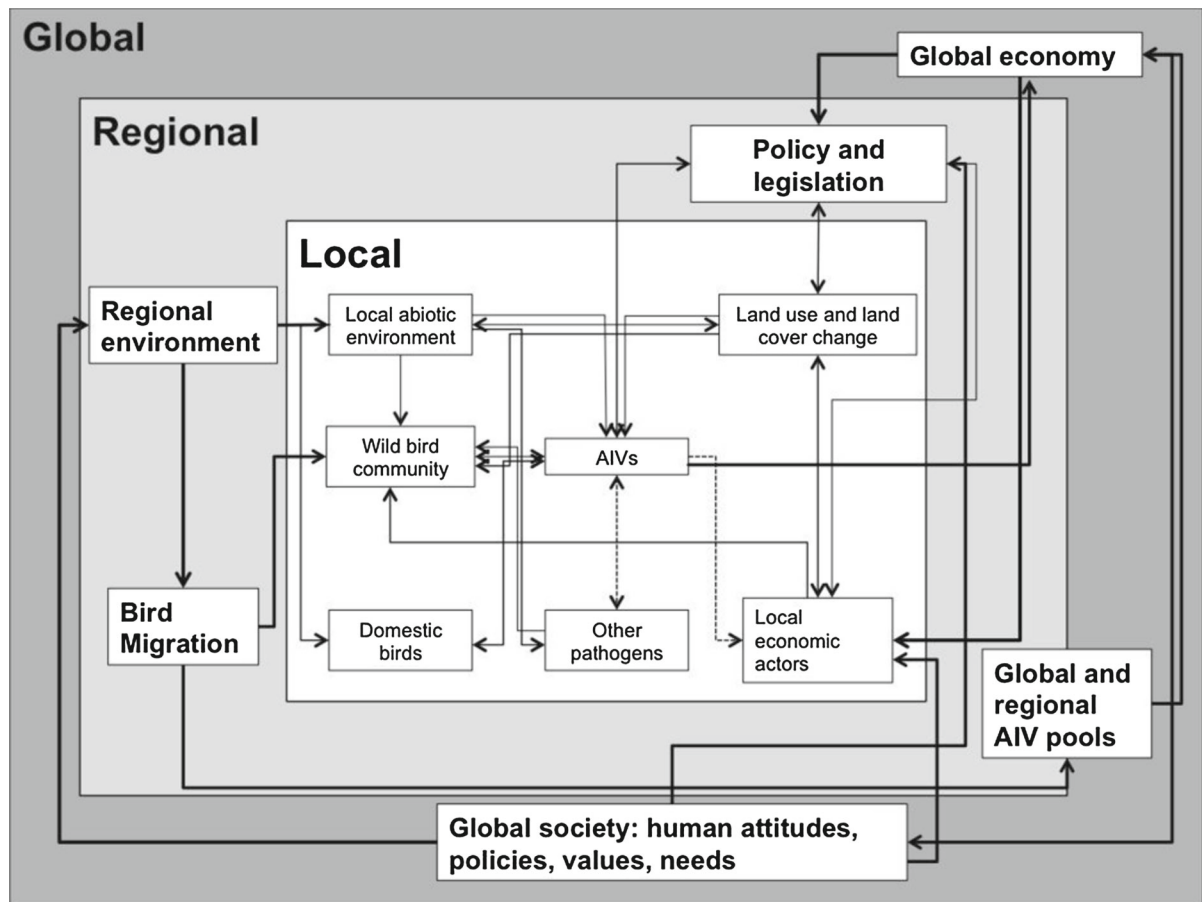 Global
Global economy
Regional
Policy and
legislation
Local
Regional
environment
Local abiotic
environment
Land use and land
cover change
Wild bird
community
AIVs
Bird
Migration
Domestic
birds
Other
pathogens
Local
economic
actors
Global and
regional
AIV pools
Global society: human attitudes,
policies, values, needs